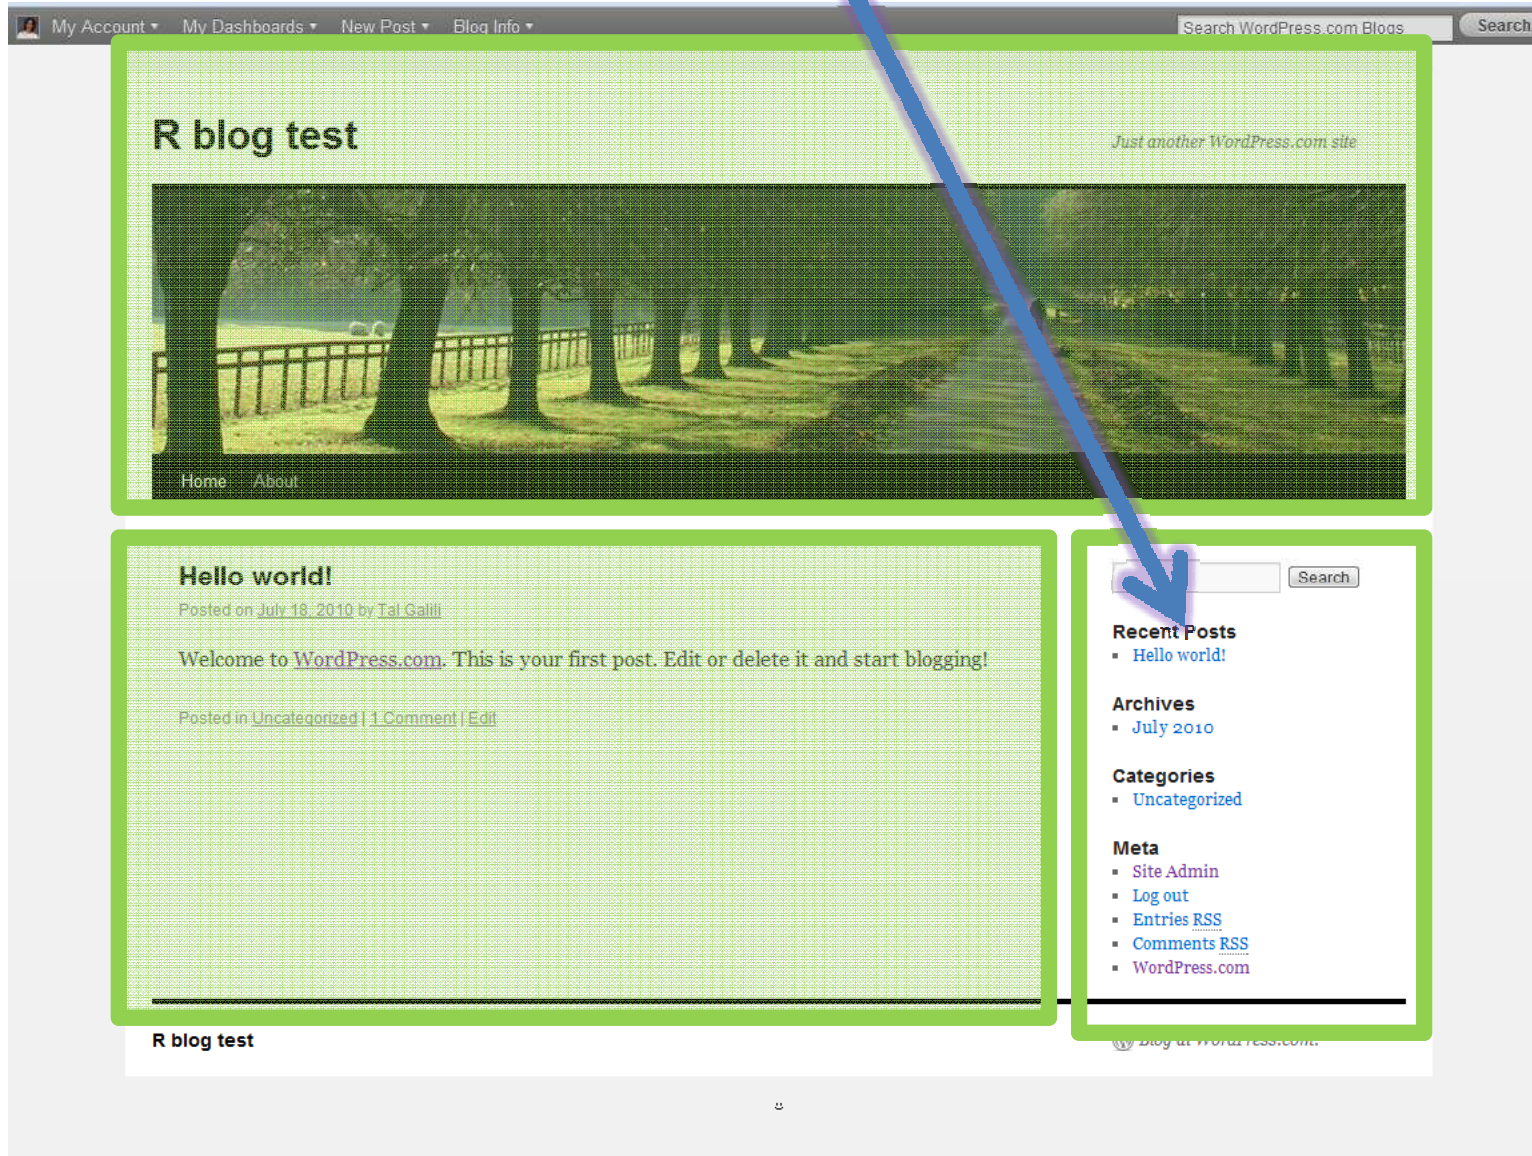 My Account My Dashboards New Post Blog Info Search WordPress.com Blogs Search
R blog test
Just another WordPress.com site
Home About
Hello world!
Posted on July 18, 2010 by Tal Galili
Welcome to WordPress.com. This is your first post. Edit or delete it and start blogging!
Posted in Uncategorized | 1 Comment | Edit
Search
Recent Posts
Hello world!
Archives
July 2010
Categories
Uncategorized
Meta
Site Admin
Log out
Entries RSS
Comments RSS
WordPress.com
R blog test
Blog at WordPress.com.